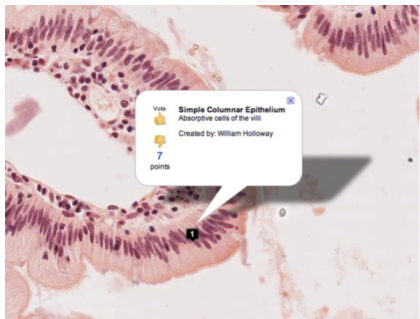 Vote
Simple Columnar Epithelium
Absorptive cells of the villi
Created by: William Holloway
7
points
1